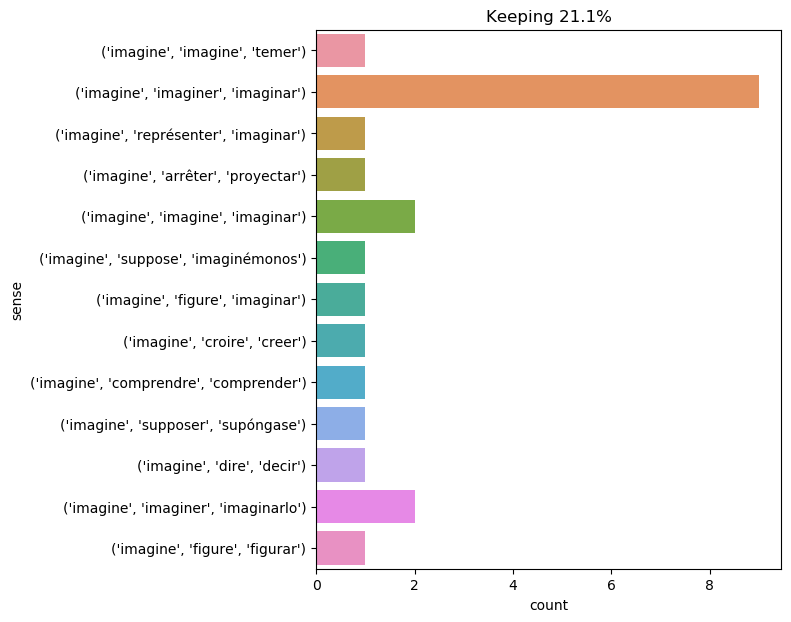 Keeping 21.1%
('imagine', 'imagine', 'temer')
('imagine', 'imaginer', 'imaginar')
('imagine', 'représenter', 'imaginar')
('imagine', 'arrêter', 'proyectar')
('imagine', 'imagine', 'imaginar')
('imagine', 'suppose', 'imaginémonos')
('imagine', 'figure', 'imaginar')
('imagine', 'croire', 'creer')
('imagine', 'comprendre', 'comprender')
('imagine', 'supposer', 'supóngase')
('imagine', 'dire', 'decir')
('imagine', 'imaginer', 'imaginarlo')
('imagine', 'figure', 'figurar')
sense
0 2 4 6 8
count